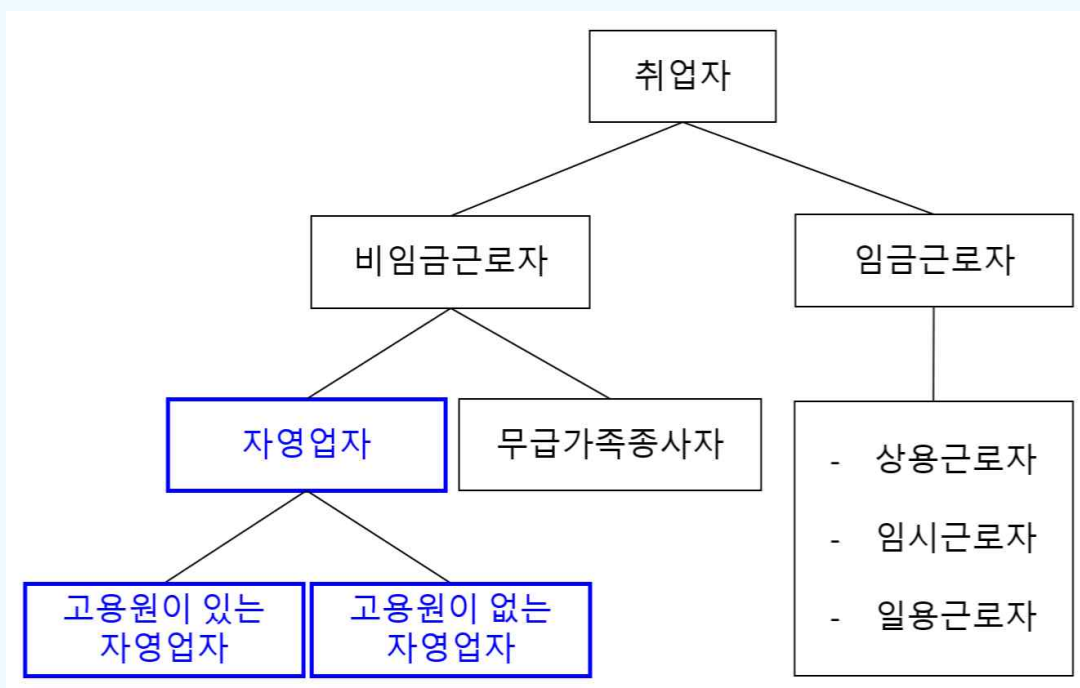 취업자
비임금근로자
임금근로자
자영업자
무급가족종사자
- 상용근로자
- 임시근로자
- 일용근로자
고용원이 있는
자영업자
고용원이 없는
자영업자